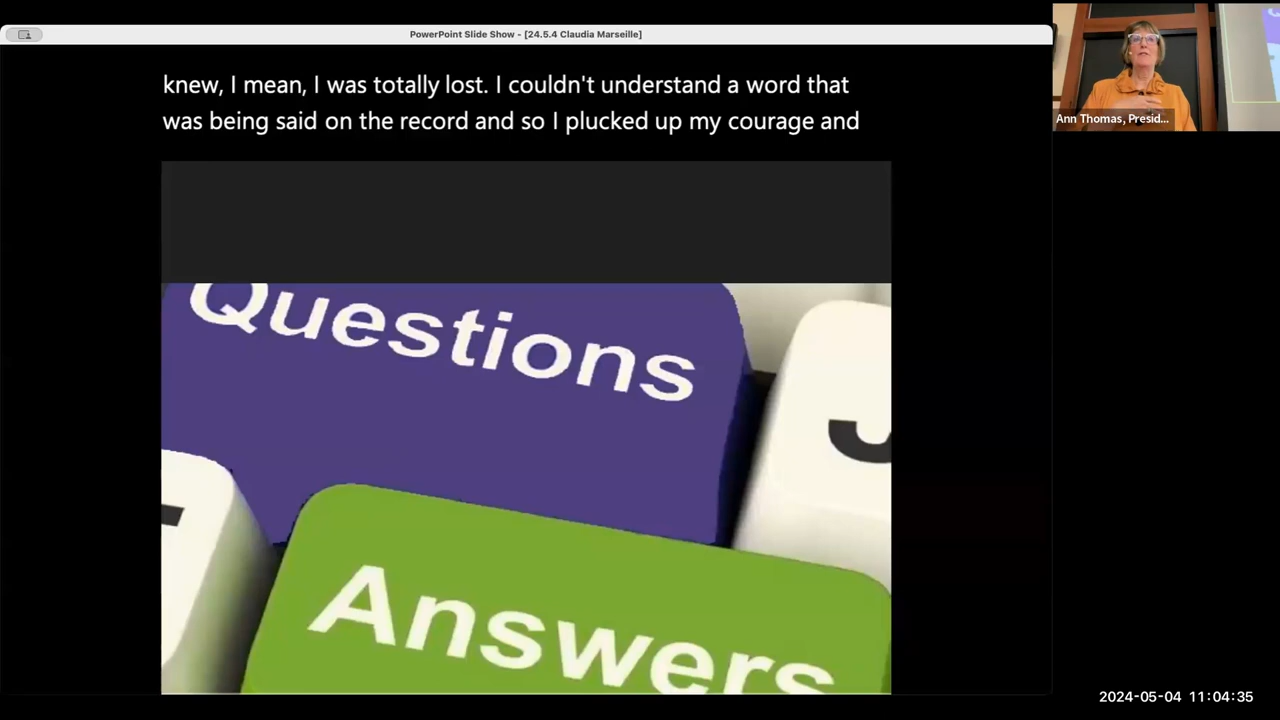 PowerPoint Slide Show - [24.5.4 Claudia Marseille]
knew, I mean, I was totally lost. I couldn't understand a word that
was being said on the record and so I plucked up my courage and
Ann Thomas, Presid...
Questions
J
Answers
2024-05-04 11:04:35